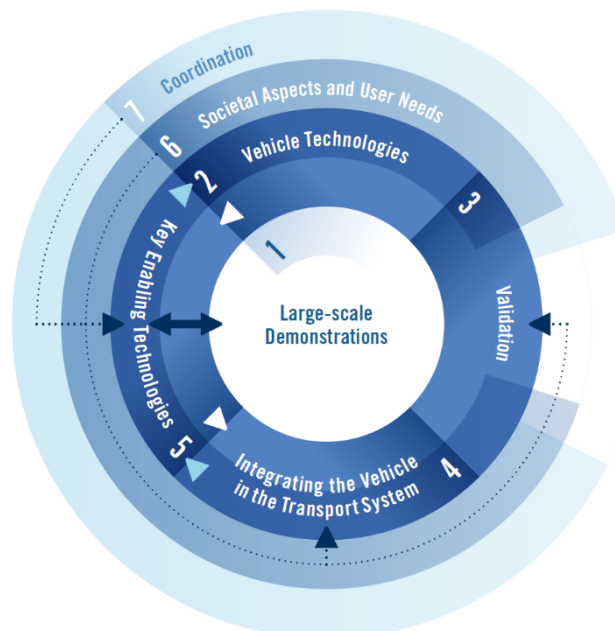 7 Coordination
6 Societal Aspects and User Needs
2 Vehicle Technologies
3 Validation
1
Large-scale
Demonstrations
Key Enabling Technologies
5
Integrating the Vehicle
in the Transport System
4